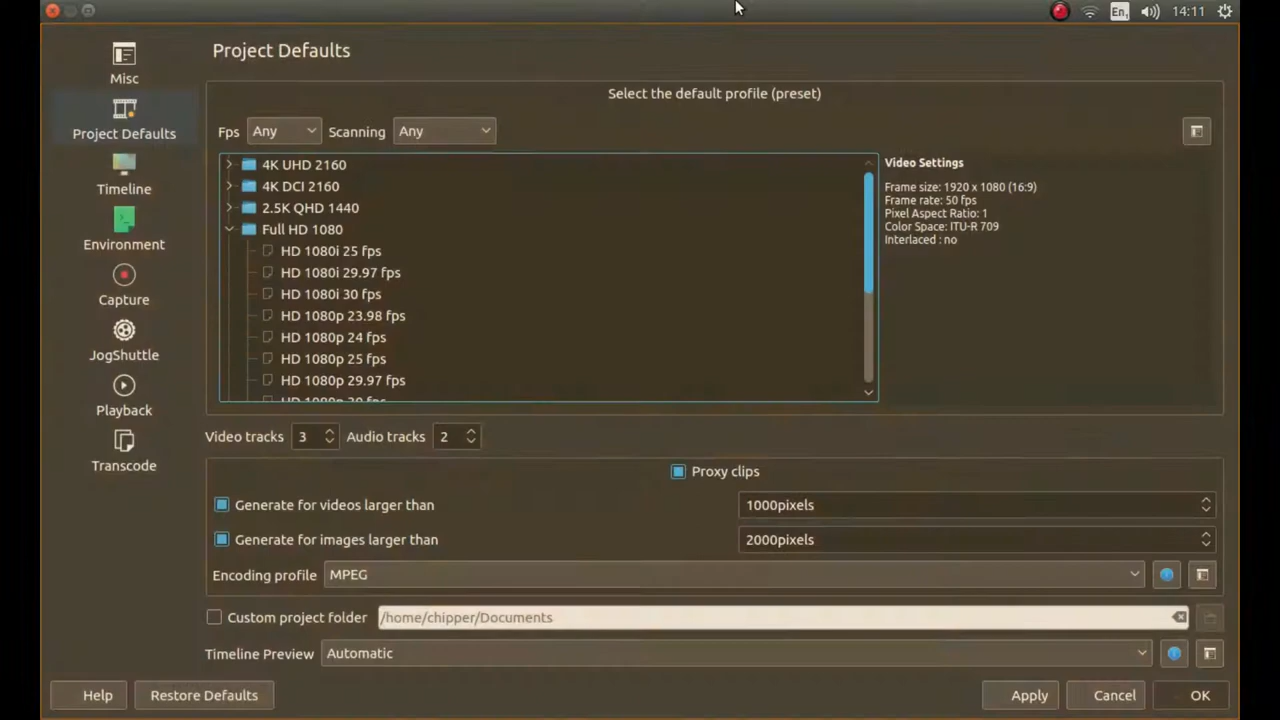 En1
14:11
Misc
Project Defaults
Timeline
Environment
Capture
JogShuttle
Playback
Transcode
Project Defaults
Select the default profile (preset)
Fps Any Scanning Any
4K UHD 2160
4K DCI 2160
2.5K QHD 1440
Full HD 1080
HD 1080i 25 fps
HD 1080i 29.97 fps
HD 1080i 30 fps
HD 1080p 23.98 fps
HD 1080p 24 fps
HD 1080p 25 fps
HD 1080p 29.97 fps
HD 1080p 30 fps
Video Settings
Frame size: 1920 x 1080 (16:9)
Frame rate: 50 fps
Pixel Aspect Ratio: 1
Color Space: ITU-R 709
Interlaced : no
Video tracks 3 Audio tracks 2
Proxy clips
Generate for videos larger than 1000pixels
Generate for images larger than 2000pixels
Encoding profile MPEG
Custom project folder /home/chipper/Documents
Timeline Preview Automatic
Help Restore Defaults Apply Cancel OK